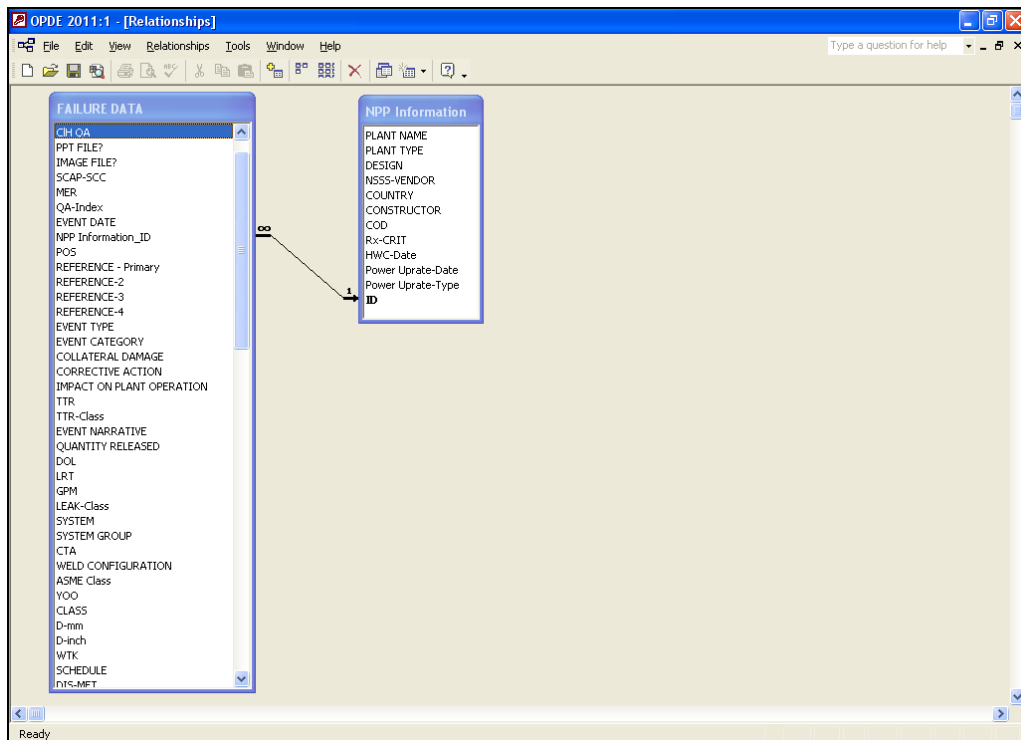 OPDE 2011:1 - [Relationships]
File Edit View Relationships Tools Window Help
Type a question for help
FAILURE DATA
CIH QA
PPT FILE?
IMAGE FILE?
SCAP-SCC
MER
QA-Index
EVENT DATE
NPP Information_ID
POS
REFERENCE - Primary
REFERENCE-2
REFERENCE-3
REFERENCE-4
EVENT TYPE
EVENT CATEGORY
COLLATERAL DAMAGE
CORRECTIVE ACTION
IMPACT ON PLANT OPERATION
TTR
TTR-Class
EVENT NARRATIVE
QUANTITY RELEASED
DOL
LRT
GPM
LEAK-Class
SYSTEM
SYSTEM GROUP
CTA
WELD CONFIGURATION
ASME Class
YOO
CLASS
D-mm
D-inch
WTK
SCHEDULE
DIS-MET
∞
1
NPP Information
PLANT NAME
PLANT TYPE
DESIGN
NSSS-VENDOR
COUNTRY
CONSTRUCTOR
COD
Rx-CRIT
HWC-Date
Power Uprate-Date
Power Uprate-Type
ID
Ready